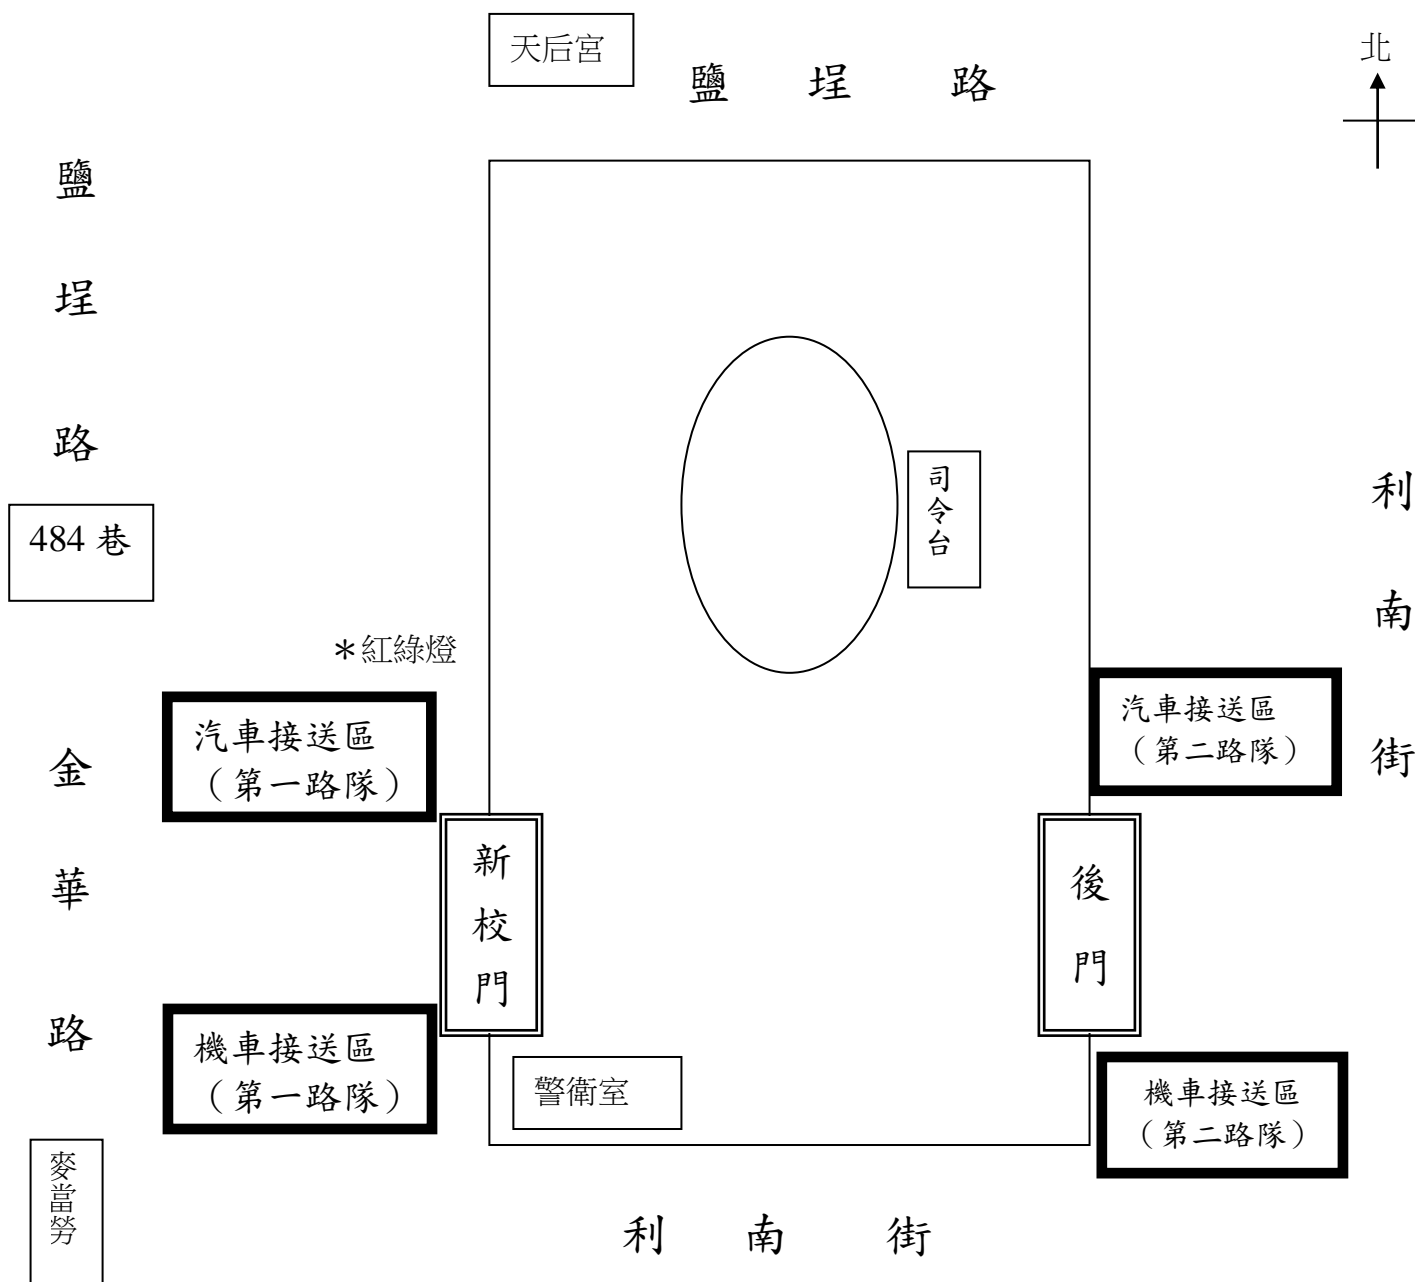 天后宮
鹽埕路
北
鹽埕路
484 巷
司令台
利南街
＊紅綠燈
汽車接送區
（第一路隊）
汽車接送區
（第二路隊）
金華路
新校門
後門
機車接送區
（第一路隊）
警衛室
機車接送區
（第二路隊）
麥當勞
利南街